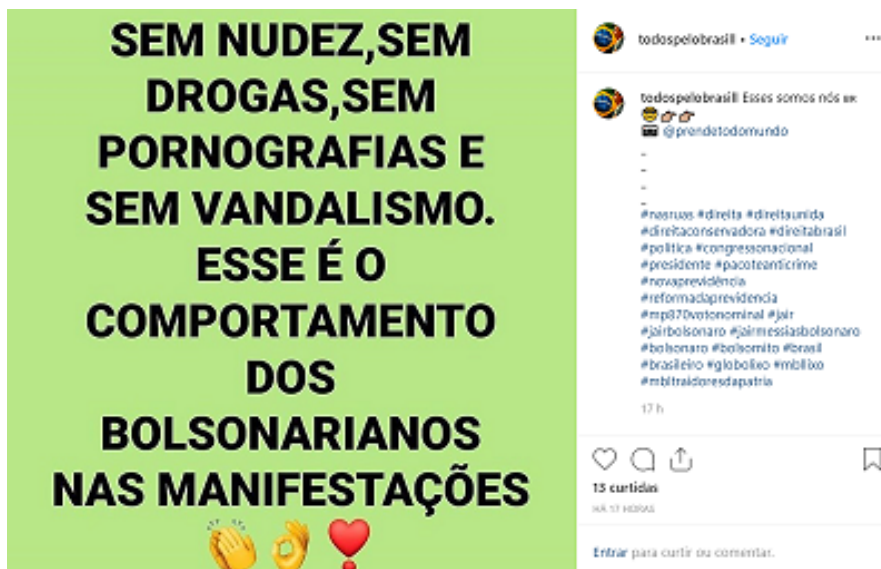 SEM NUDEZ,SEM
DROGAS,SEM
PORNOGRAFIAS E
SEM VANDALISMO.
ESSE É O
COMPORTAMENTO
DOS
BOLSONARIANOS
NAS MANIFESTAÇÕES
todospelobrasill • Seguir
todospelobrasill Esses somos nós
@prendetodomundo
-
-
-
-
#nasruas #direita #direitaunida
#direitaconservadora #direitabrasil
#politica #congressonacional
#presidente #pacoteanticrime
#novaprevidência
#reformadaprevidencia
#mp870votonominal #jair
#jairbolsonaro #jairmessiasbolsonaro
#bolsonaro #bolsomito #brasil
#brasileiro #globolixo #mbllixo
#mbltraidoresdapatria
17 h
13 curtidas
HÁ 17 HORAS
Entrar para curtir ou comentar.